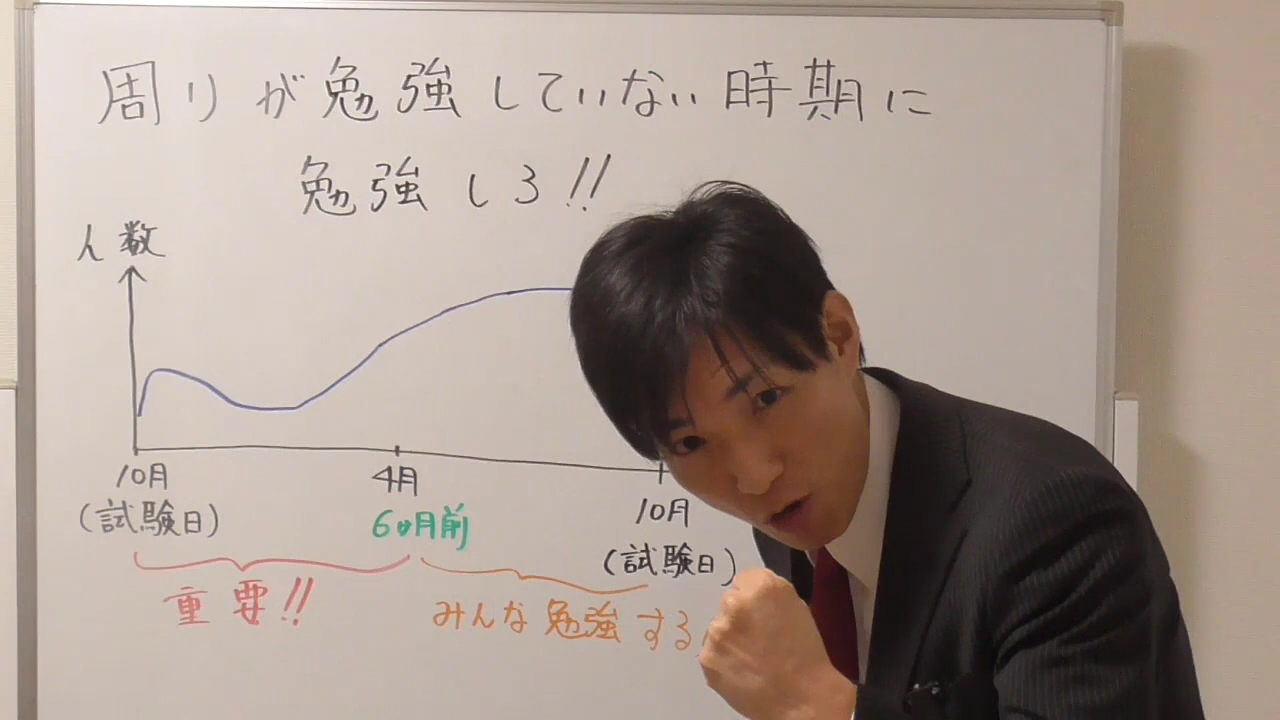 周りが勉強していない時期に
勉強しろ!!
人数
10月
(試験日)
4月
6ヶ月前
10月
(試験日)
重要!!
みんな勉強する